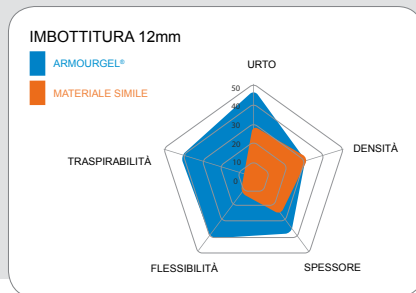 IMBOTTITURA 12mm
ARMOURGEL®
MATERIALE SIMILE
URTO
50
40
30
20
10
0
DENSITÀ
TRASPIRABILITÀ
FLESSIBILITÀ
SPESSORE